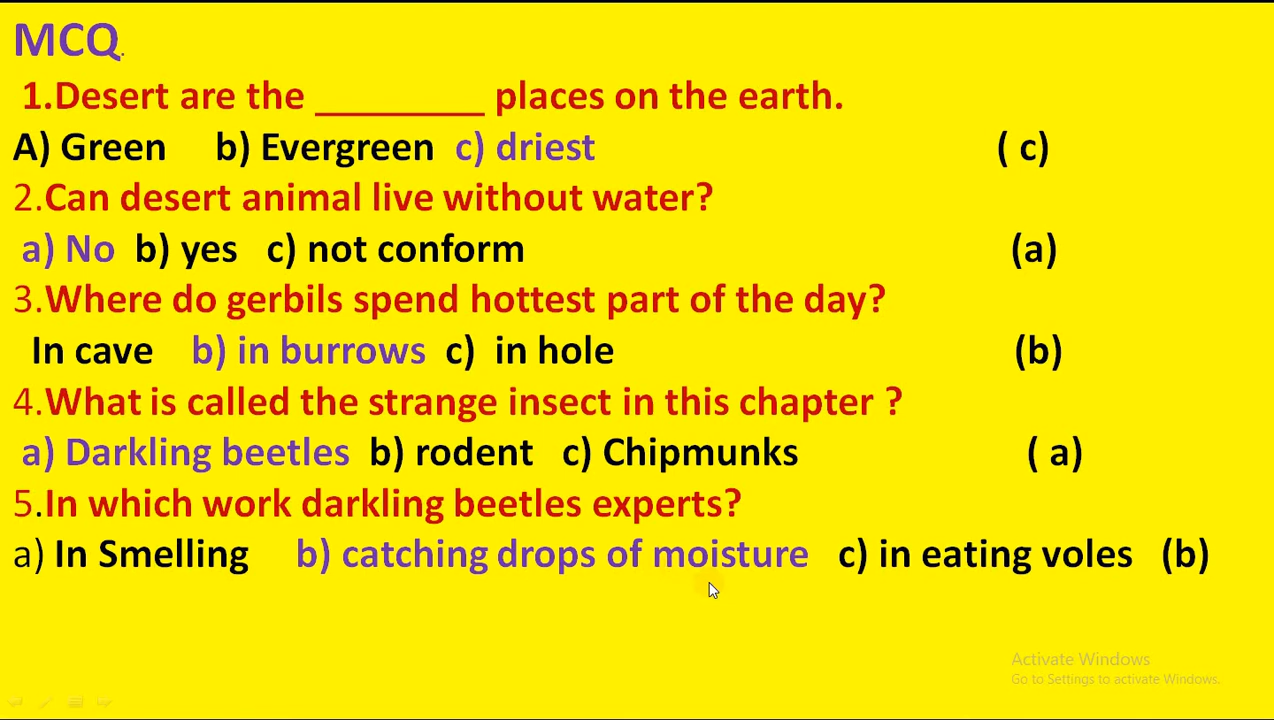 MCQ.
1.Desert are the ________ places on the earth.
A) Green b) Evergreen c) driest ( c)
2.Can desert animal live without water?
a) No b) yes c) not conform (a)
3.Where do gerbils spend hottest part of the day?
In cave b) in burrows c) in hole (b)
4.What is called the strange insect in this chapter ?
a) Darkling beetles b) rodent c) Chipmunks ( a)
5.In which work darkling beetles experts?
a) In Smelling b) catching drops of moisture c) in eating voles (b)
Activate Windows
Go to Settings to activate Windows.